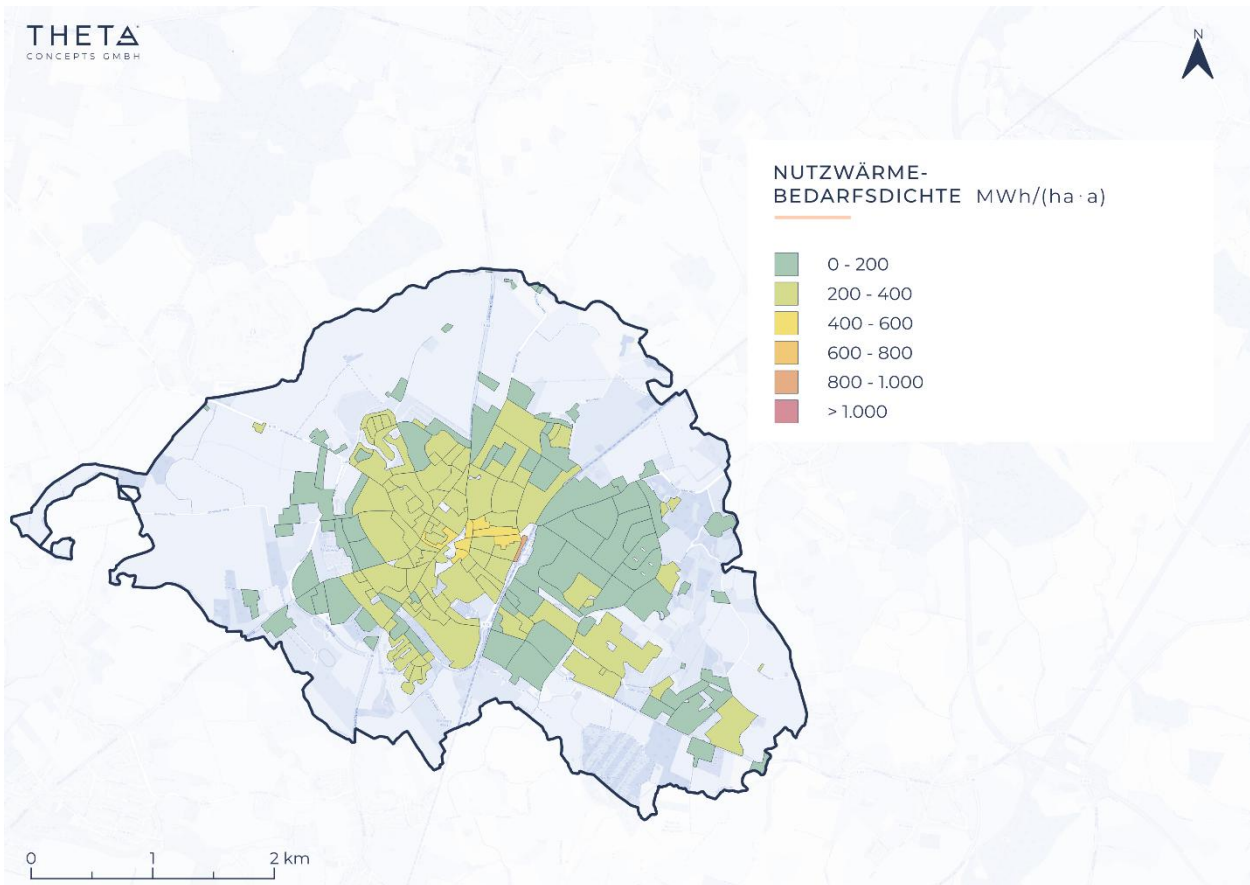 THETA
CONCEPTS GMBH
N
NUTZWÄRME-
BEDARFSDICHTE MWh/(ha·a)
0 - 200
200 - 400
400 - 600
600 - 800
800 - 1.000
> 1.000
0 1 2 km